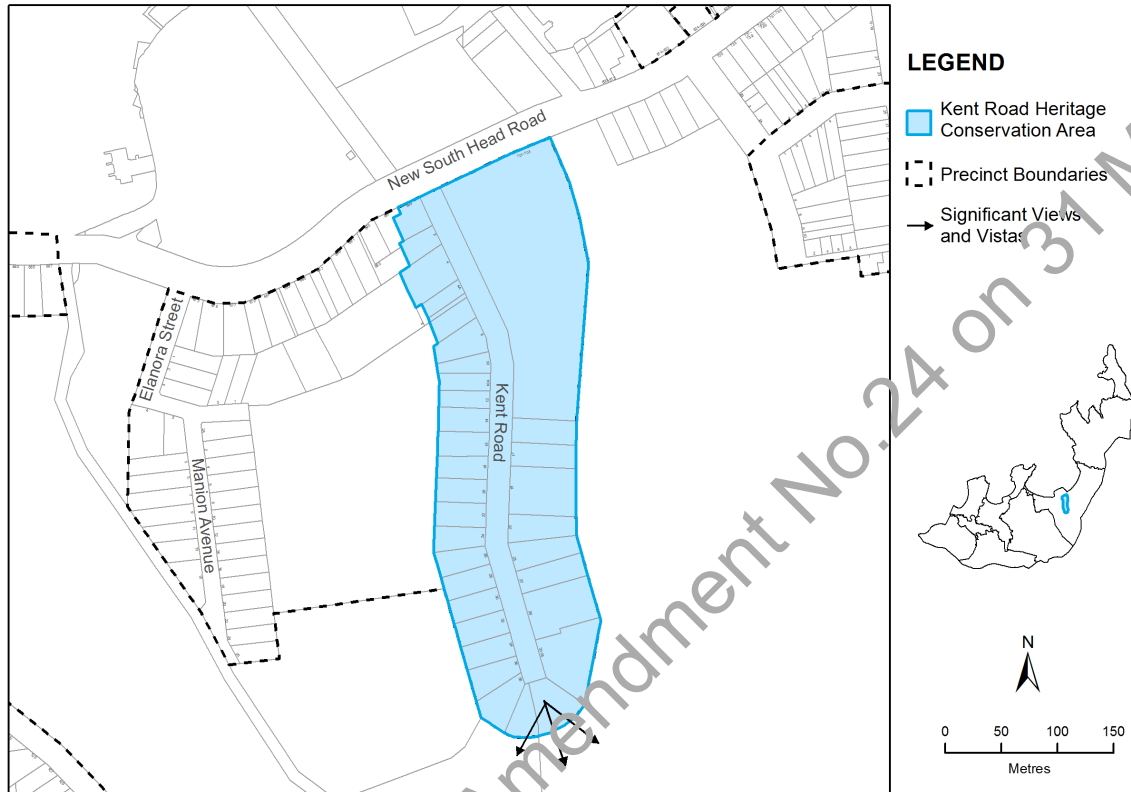 New South Head Road
Elanora Street
Kent Road
Manion Avenue
LEGEND
Kent Road Heritage
Conservation Area
Precinct Boundaries
Significant Views
and Vistas
N
0 50 100 150
Metres
Amendment No.24 on 31 M